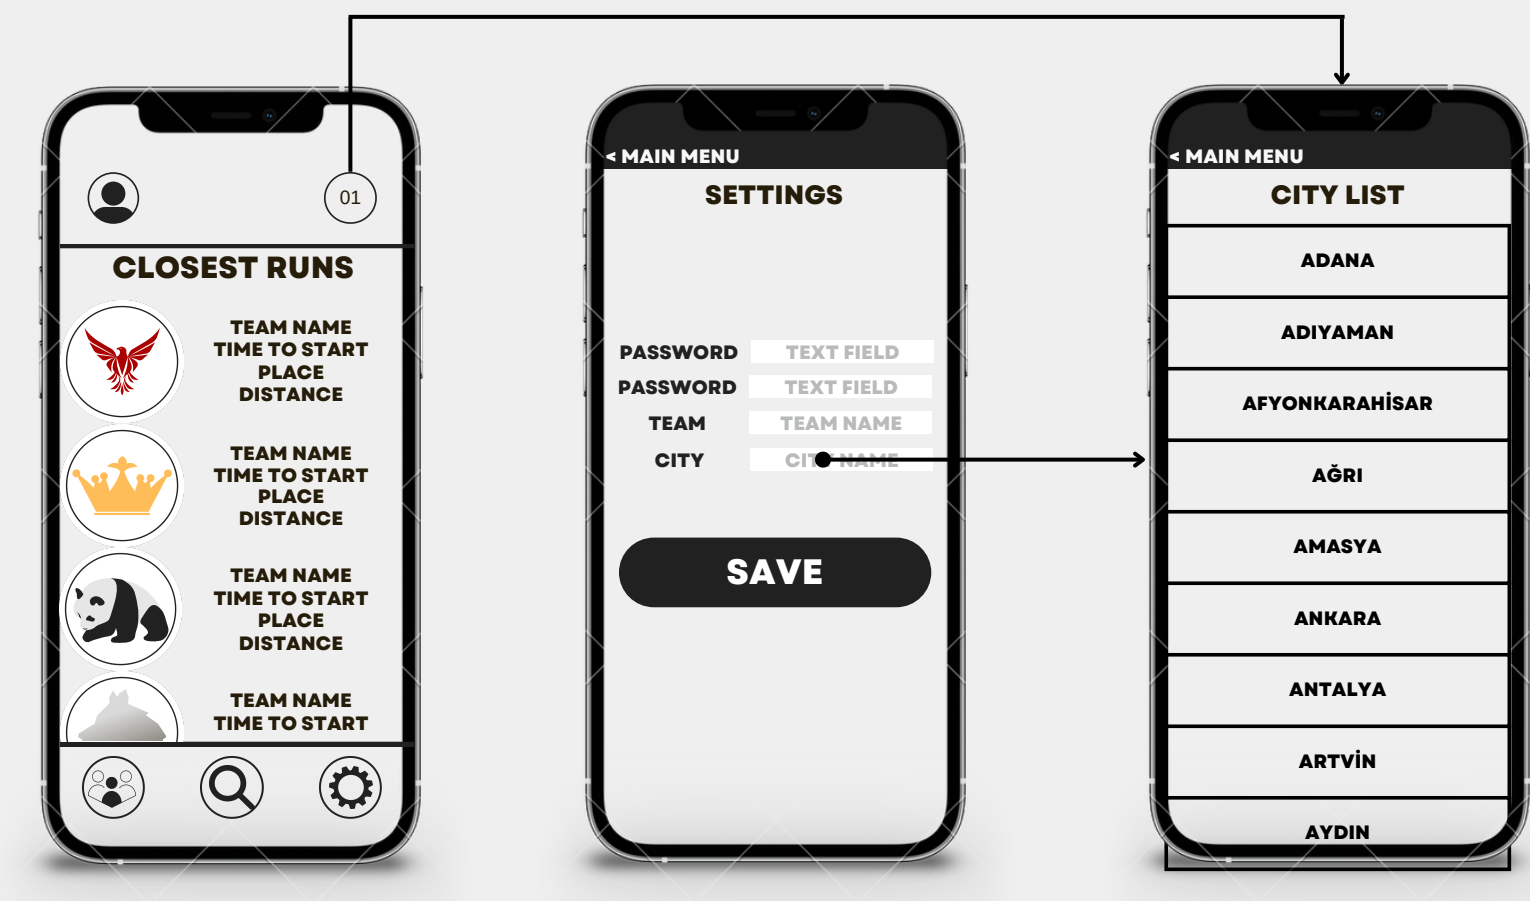 01
CLOSEST RUNS
TEAM NAME
TIME TO START
PLACE
DISTANCE
TEAM NAME
TIME TO START
PLACE
DISTANCE
TEAM NAME
TIME TO START
PLACE
DISTANCE
TEAM NAME
TIME TO START
< MAIN MENU
SETTINGS
PASSWORD TEXT FIELD
PASSWORD TEXT FIELD
TEAM TEAM NAME
CITY CITY NAME
SAVE
< MAIN MENU
CITY LIST
ADANA
ADIYAMAN
AFYONKARAHİSAR
AĞRI
AMASYA
ANKARA
ANTALYA
ARTVİN
AYDIN